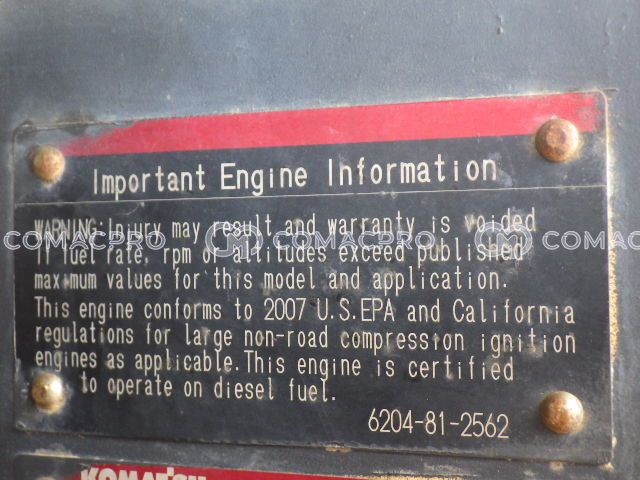 Important Engine Information
WARNING: Injury may result and warranty is voided
If fuel rate, rpm or altitudes exceed published
maximum values for this model and application.
This engine conforms to 2007 U.S.EPA and California
regulations for large non-road compression ignition
engines as applicable. This engine is certified
to operate on diesel fuel.
6204-81-2562
KOMATSU
COMACPRO COMACPRO COMACPRO